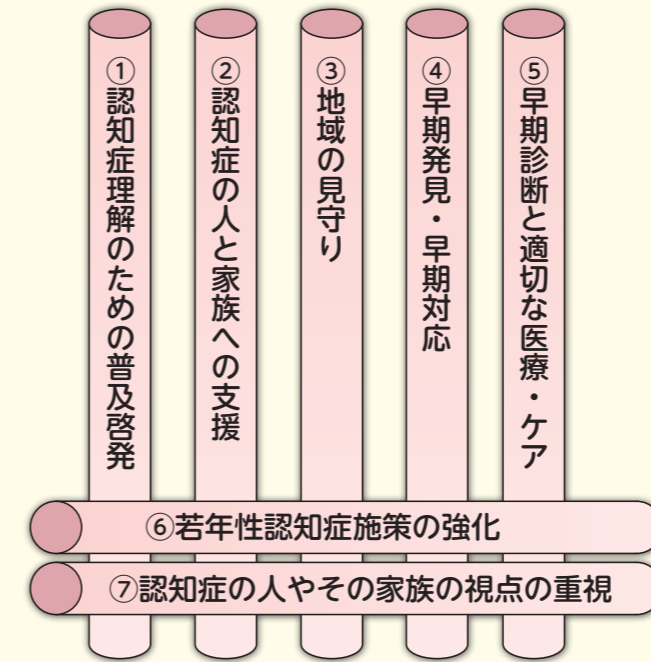 ①認知症理解のための普及啓発
②認知症の人と家族への支援
③地域の見守り
④早期発見・早期対応
⑤早期診断と適切な医療・ケア
⑥若年性認知症施策の強化
⑦認知症の人やその家族の視点の重視